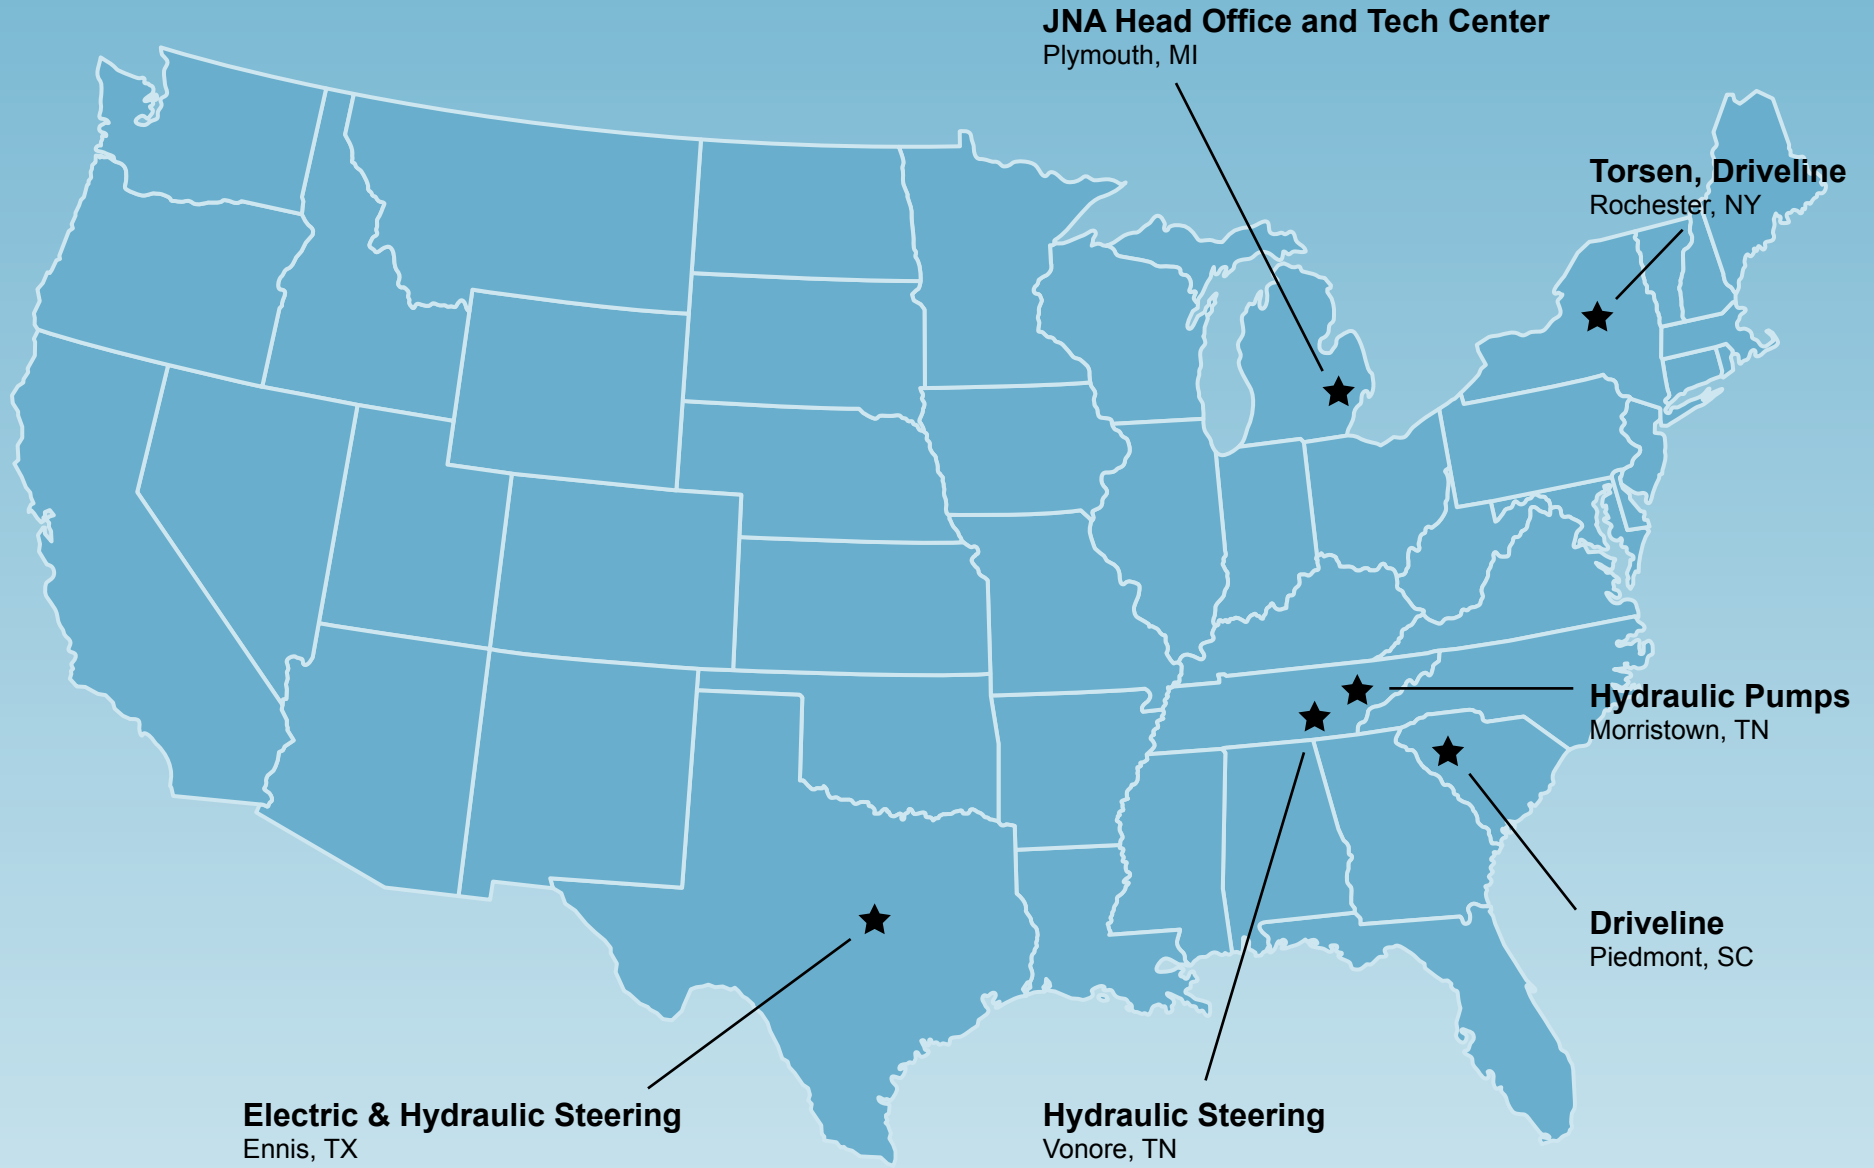 JNA Head Office and Tech Center
Plymouth, MI
Torsen, Driveline
Rochester, NY
Hydraulic Pumps
Morristown, TN
Driveline
Piedmont, SC
Electric & Hydraulic Steering
Ennis, TX
Hydraulic Steering
Vonore, TN